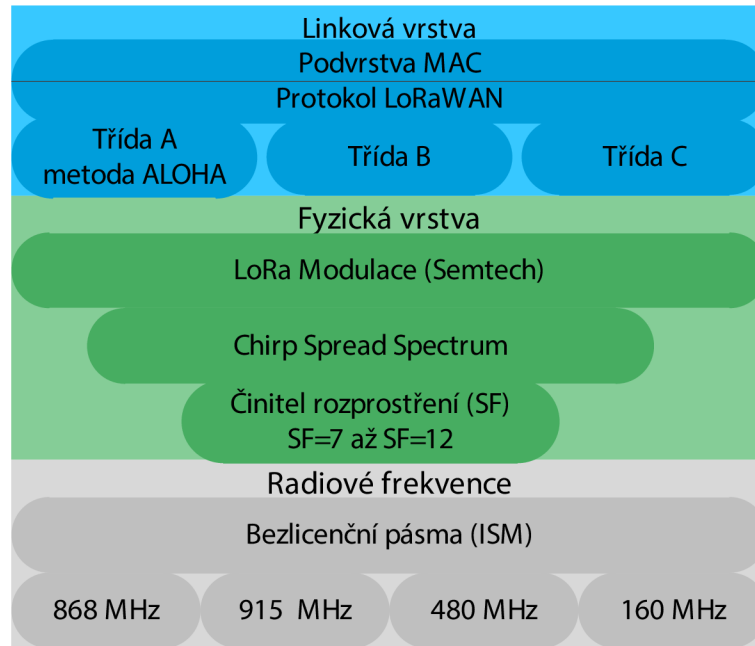 Linková vrstva
Podvrstva MAC
Protokol LoRaWAN
Třída A
metoda ALOHA
Třída B
Třída C
Fyzická vrstva
LoRa Modulace (Semtech)
Chirp Spread Spectrum
Činitel rozprostření (SF)
SF=7 až SF=12
Radiové frekvence
Bezlicenční pásma (ISM)
868 MHz
915 MHz
480 MHz
160 MHz